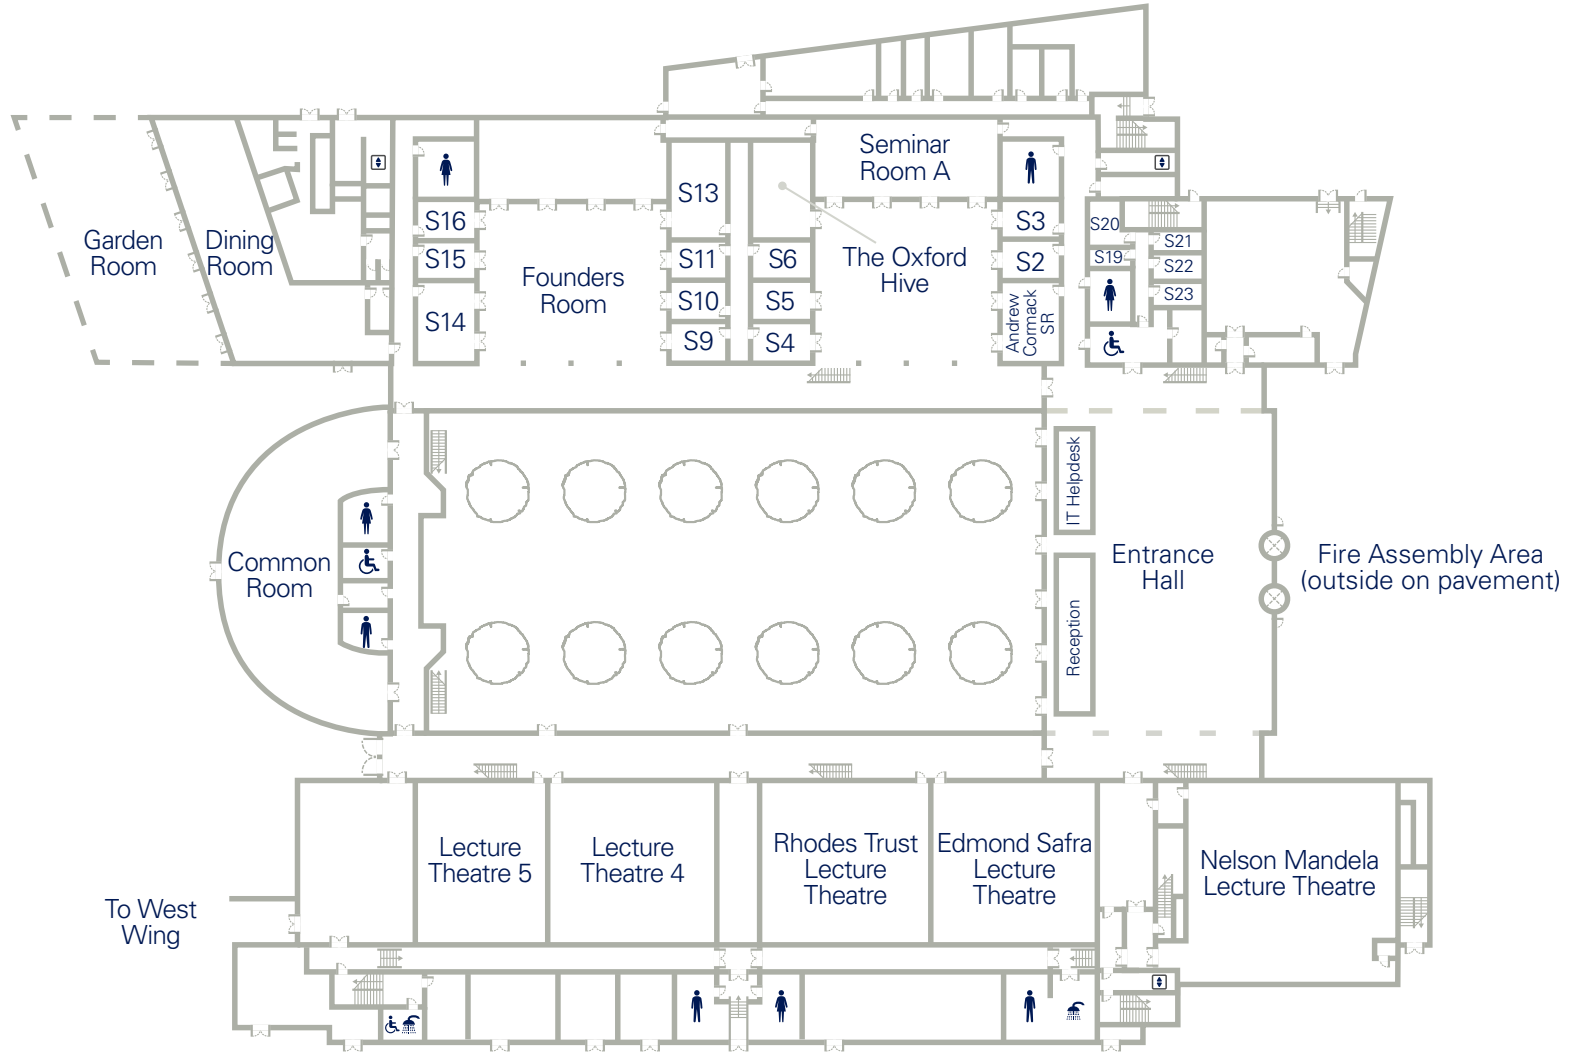 Seminar
Room A
S13
S16
S3
S20
S21
Garden
Room
Dining
Room
S15
S11
S6
The Oxford
Hive
S2
S19
S22
Founders
Room
S14
S10
S5
Andrew
Cormack
SR
S23
S9
S4
IT Helpdesk
Common
Room
Entrance
Hall
Fire Assembly Area
(outside on pavement)
Reception
Lecture
Theatre 5
Lecture
Theatre 4
Rhodes Trust
Lecture
Theatre
Edmond Safra
Lecture
Theatre
Nelson Mandela
Lecture Theatre
To West
Wing